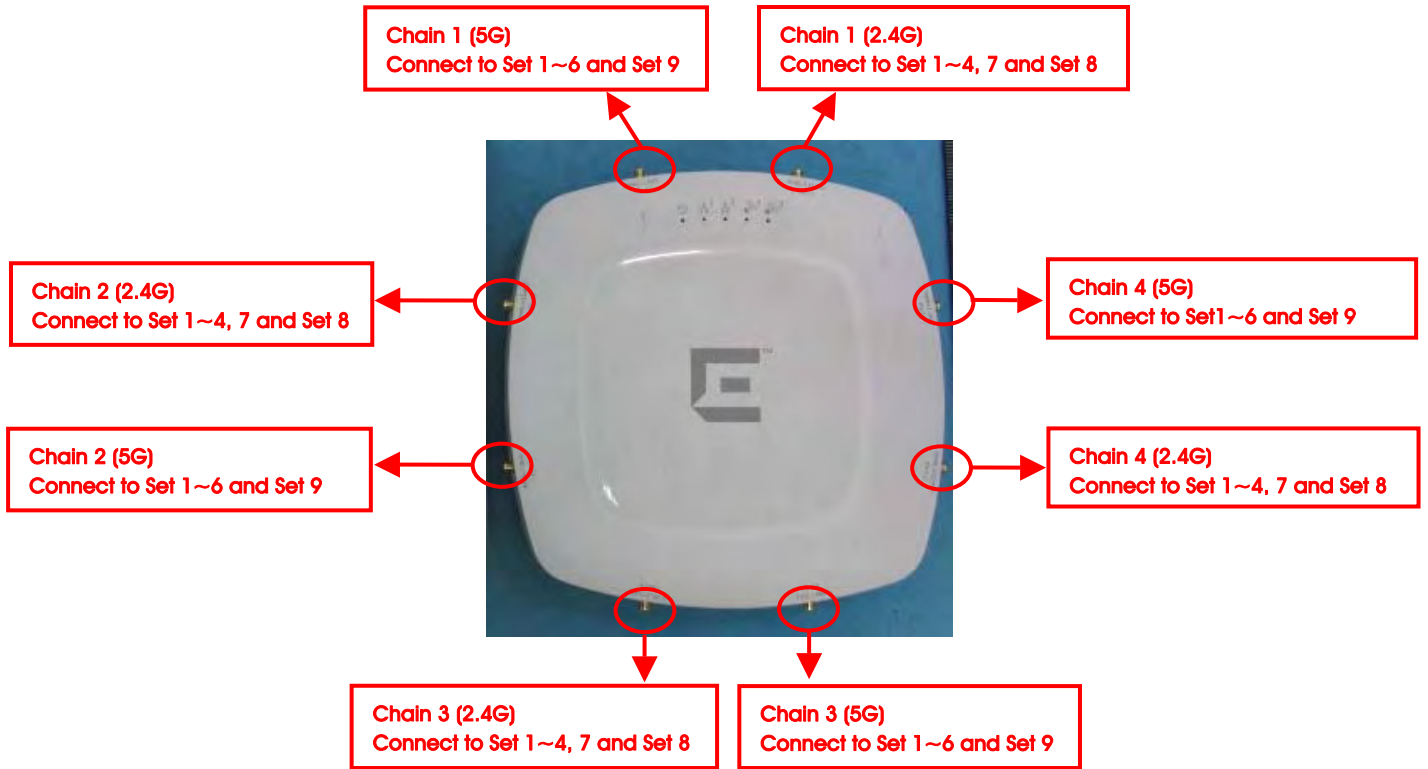 Chain 1 (5G)
Connect to Set 1~6 and Set 9
Chain 1 (2.4G)
Connect to Set 1~4, 7 and Set 8
Chain 2 (2.4G)
Connect to Set 1~4, 7 and Set 8
Chain 4 (5G)
Connect to Set1~6 and Set 9
Chain 2 (5G)
Connect to Set 1~6 and Set 9
Chain 4 (2.4G)
Connect to Set 1~4, 7 and Set 8
Chain 3 (2.4G)
Connect to Set 1~4, 7 and Set 8
Chain 3 (5G)
Connect to Set 1~6 and Set 9